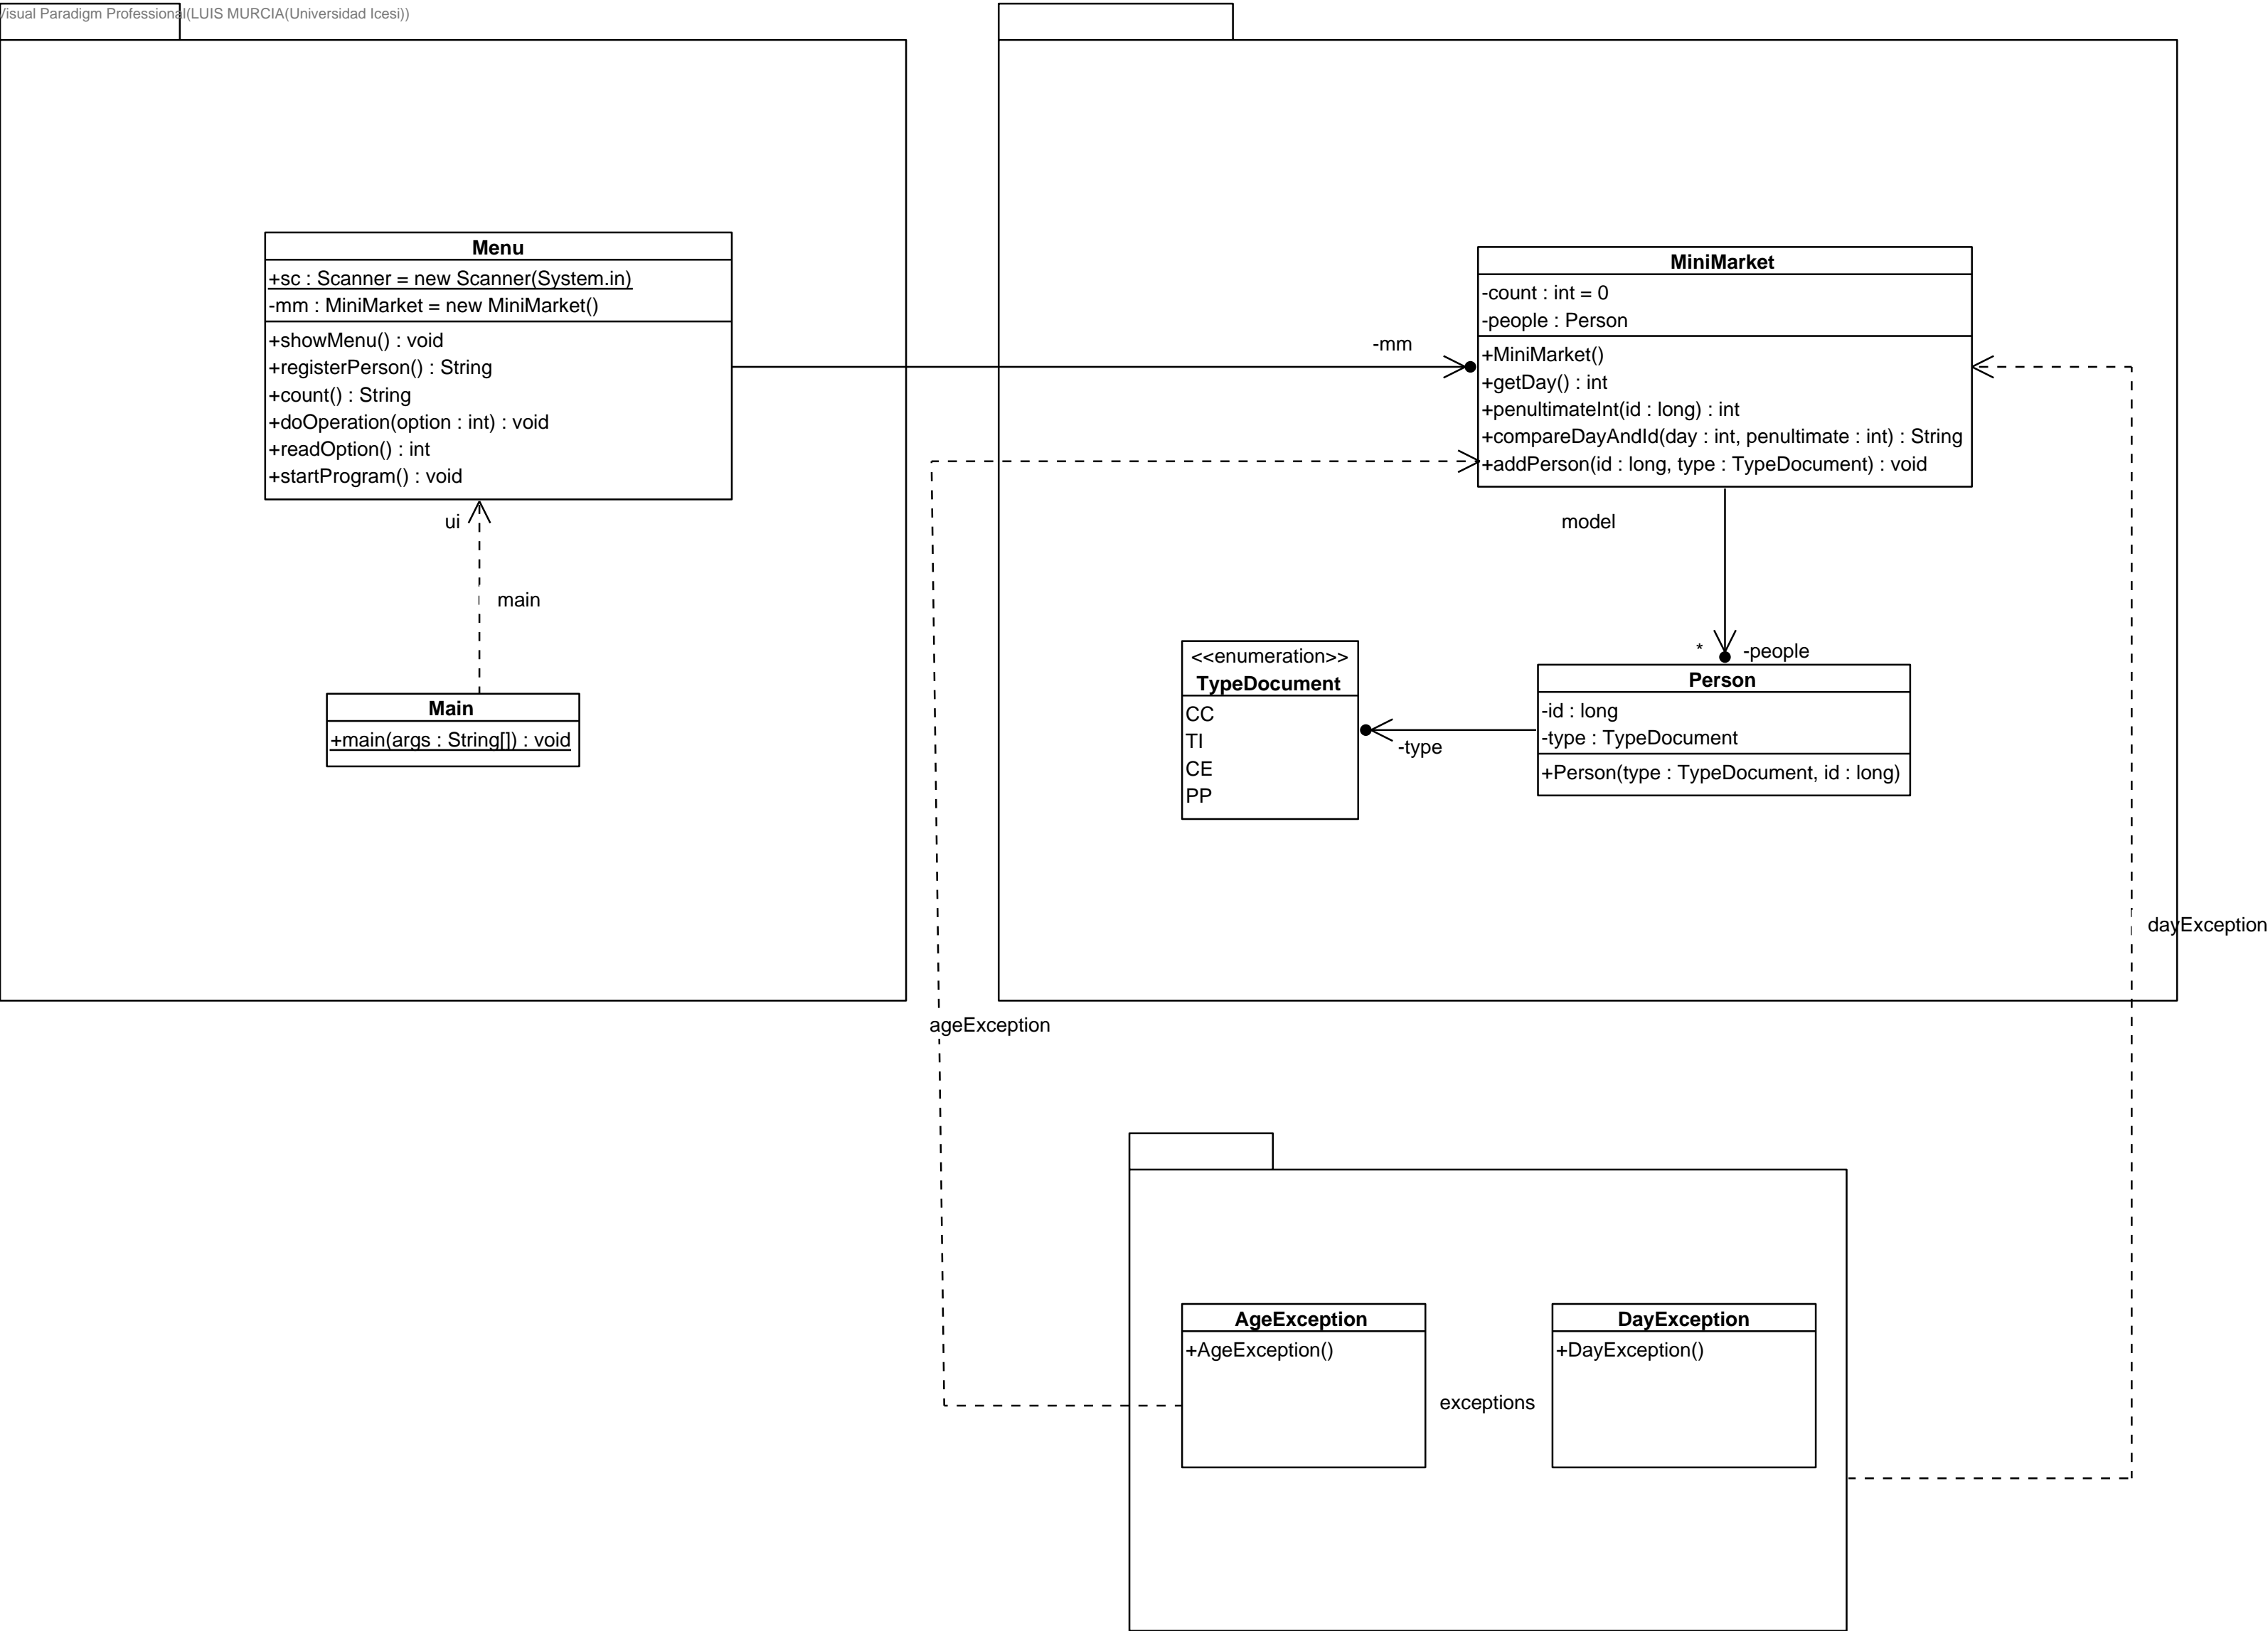 Visual Paradigm Professional(LUIS MURCIA(Universidad Icesi))
Menu
+sc : Scanner = new Scanner(System.in)
-mm : MiniMarket = new MiniMarket()
+showMenu() : void
+registerPerson() : String
+count() : String
+doOperation(option : int) : void
+readOption() : int
+startProgram() : void
ui
main
Main
+main(args : String[]) : void
-mm
MiniMarket
-count : int = 0
-people : Person
+MiniMarket()
+getDay() : int
+penultimateInt(id : long) : int
+compareDayAndId(day : int, penultimate : int) : String
+addPerson(id : long, type : TypeDocument) : void
model
*
-people
<<enumeration>>
TypeDocument
CC
TI
CE
PP
-type
Person
-id : long
-type : TypeDocument
+Person(type : TypeDocument, id : long)
dayException
ageException
AgeException
+AgeException()
exceptions
DayException
+DayException()